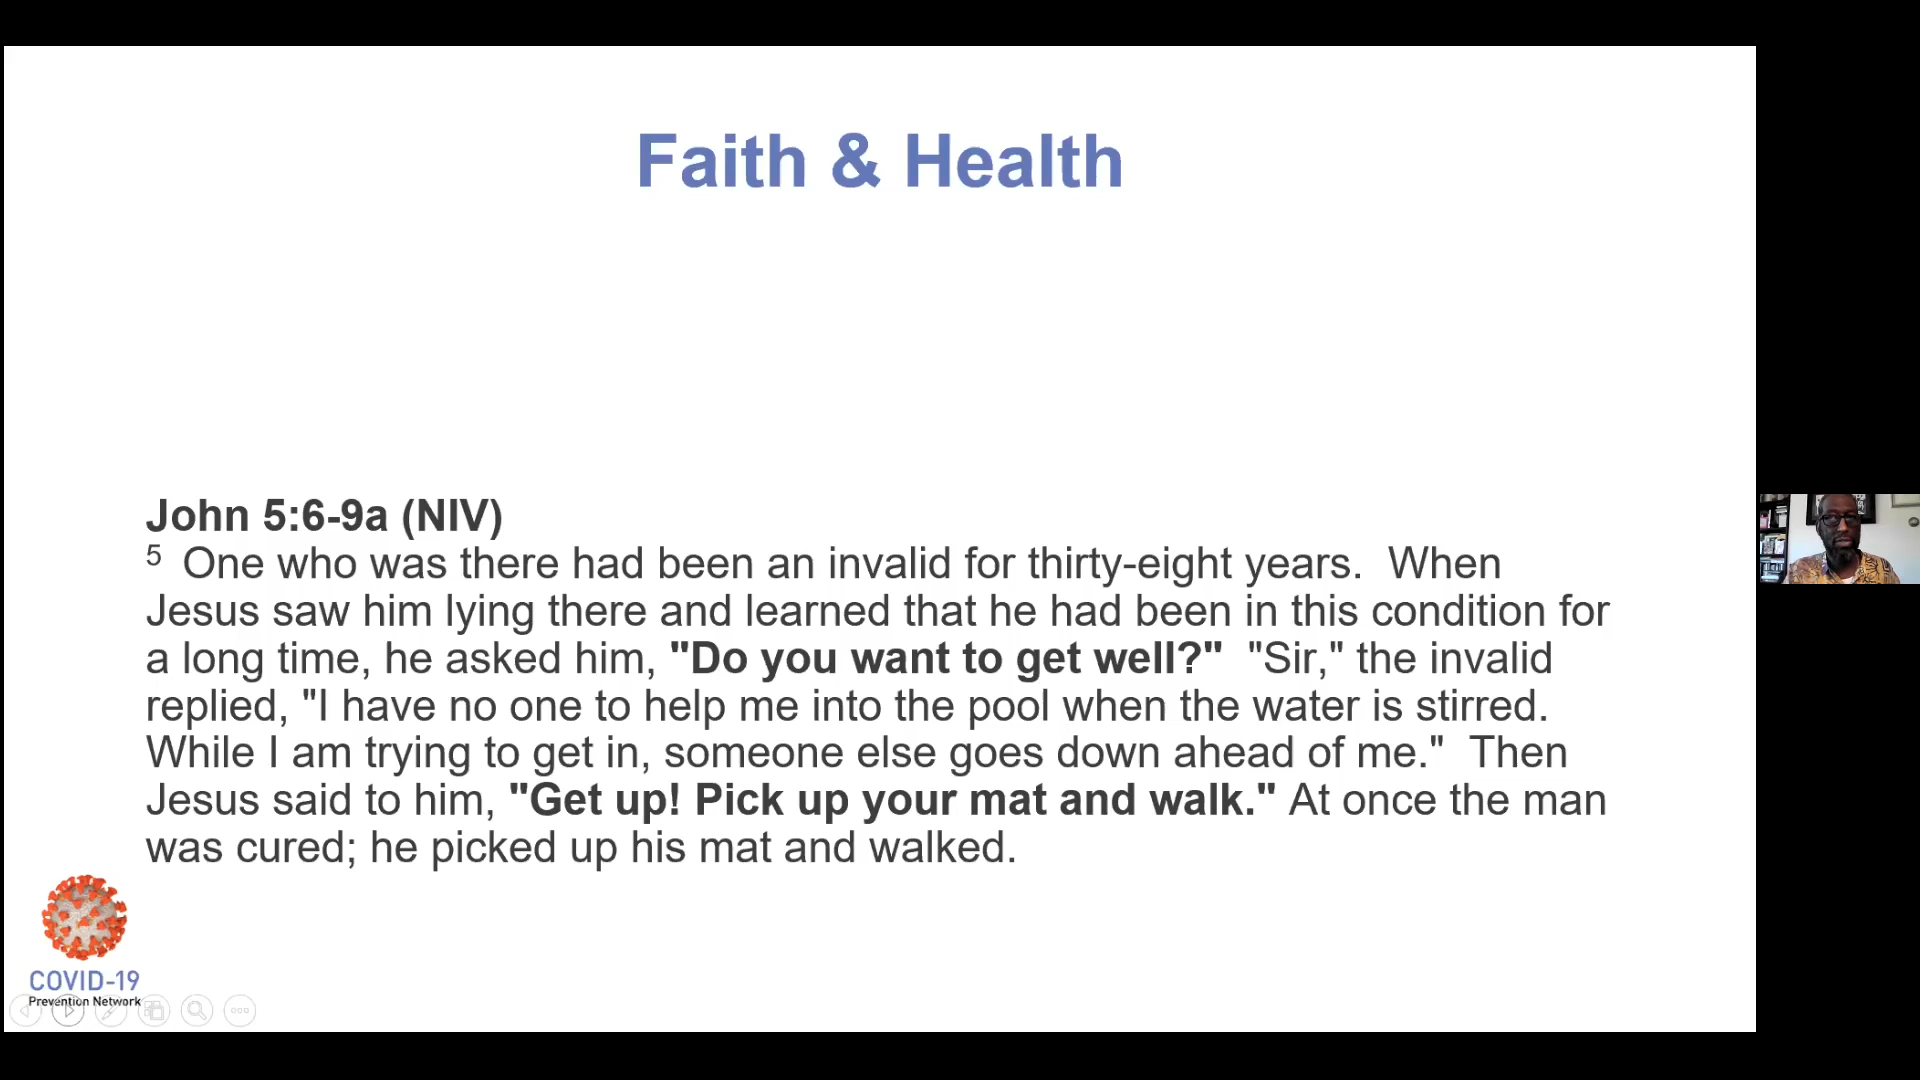 Faith & Health
John 5:6-9a (NIV)
5 One who was there had been an invalid for thirty-eight years. When
Jesus saw him lying there and learned that he had been in this condition for
a long time, he asked him, "Do you want to get well?" "Sir," the invalid
replied, "I have no one to help me into the pool when the water is stirred.
While I am trying to get in, someone else goes down ahead of me." Then
Jesus said to him, "Get up! Pick up your mat and walk." At once the man
was cured; he picked up his mat and walked.
COVID-19
Prevention Network